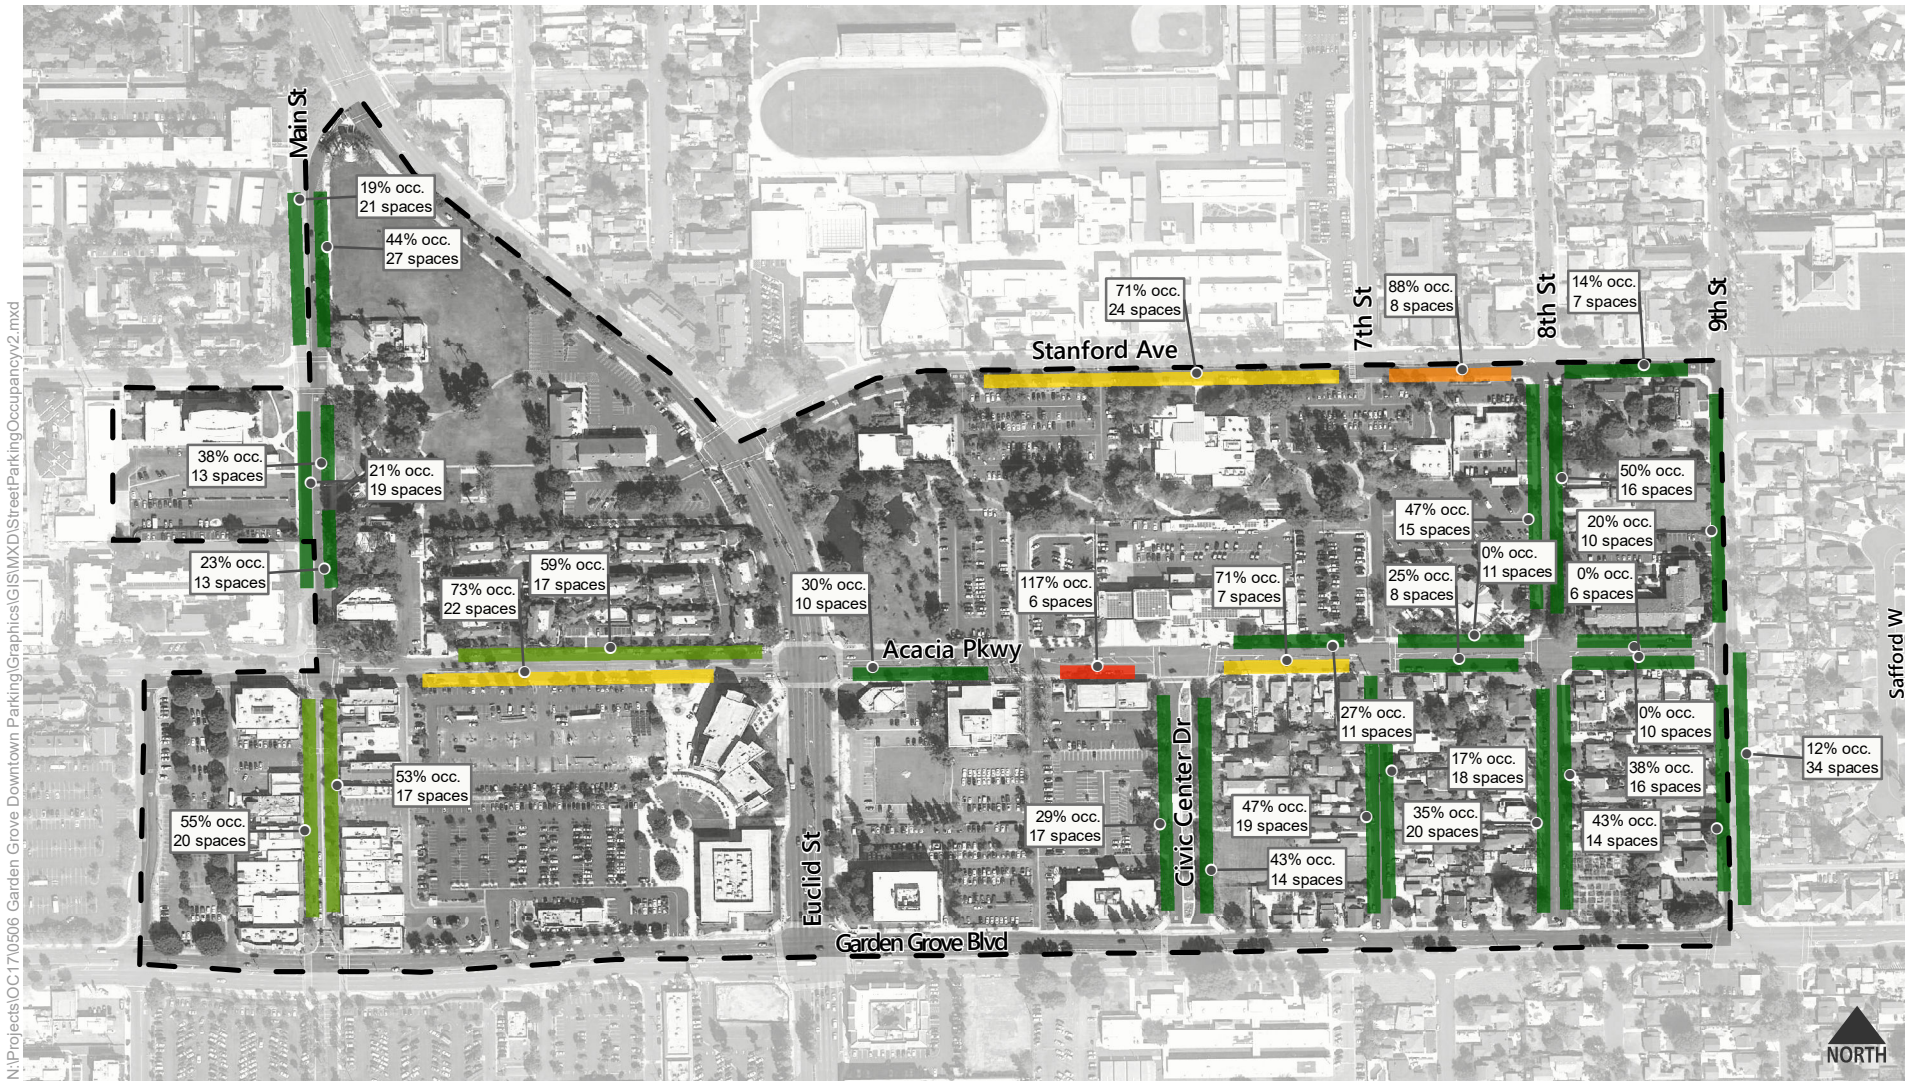 Main St
19% occ.
21 spaces
44% occ.
27 spaces
71% occ.
24 spaces
7th St
88% occ.
8 spaces
8th St
14% occ.
7 spaces
9th St
Stanford Ave
38% occ.
13 spaces
21% occ.
19 spaces
50% occ.
16 spaces
47% occ.
15 spaces
20% occ.
10 spaces
23% occ.
13 spaces
73% occ.
22 spaces
59% occ.
17 spaces
30% occ.
10 spaces
117% occ.
6 spaces
71% occ.
7 spaces
25% occ.
8 spaces
0% occ.
11 spaces
0% occ.
6 spaces
Acacia Pkwy
Safford W
27% occ.
11 spaces
0% occ.
10 spaces
12% occ.
34 spaces
53% occ.
17 spaces
55% occ.
20 spaces
Euclid St
29% occ.
17 spaces
Civic Center Dr
47% occ.
19 spaces
43% occ.
14 spaces
17% occ.
18 spaces
35% occ.
20 spaces
38% occ.
16 spaces
43% occ.
14 spaces
Garden Grove Blvd
NORTH
N:\Projects\OC17\0506 Garden Grove Downtown Parking\Graphics\GIS\MXD\StreetParkingOccupancyv2.mxd